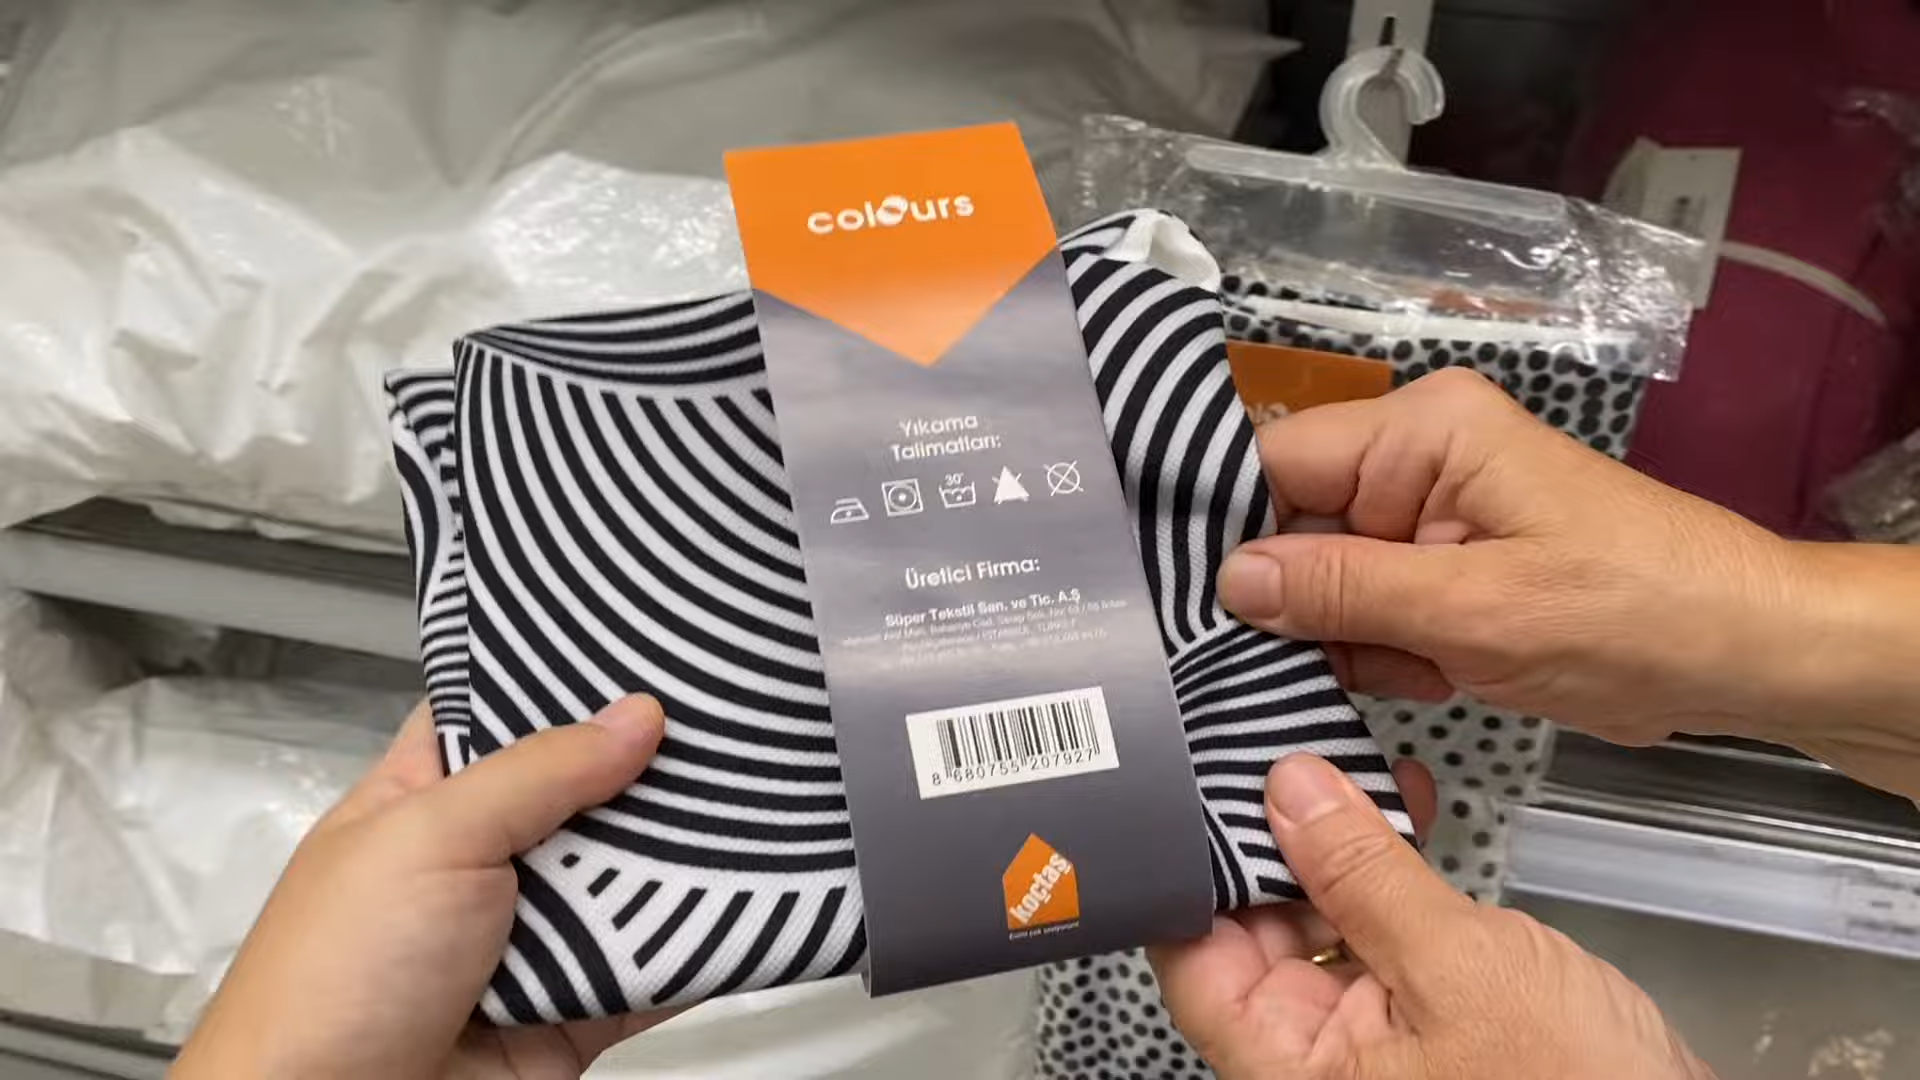 colours
Yıkama
Talimatları:
30°
Üretici Firma:
Süper Tekstil San. ve Tic. A.Ş
8 680755 207927
koçtaş